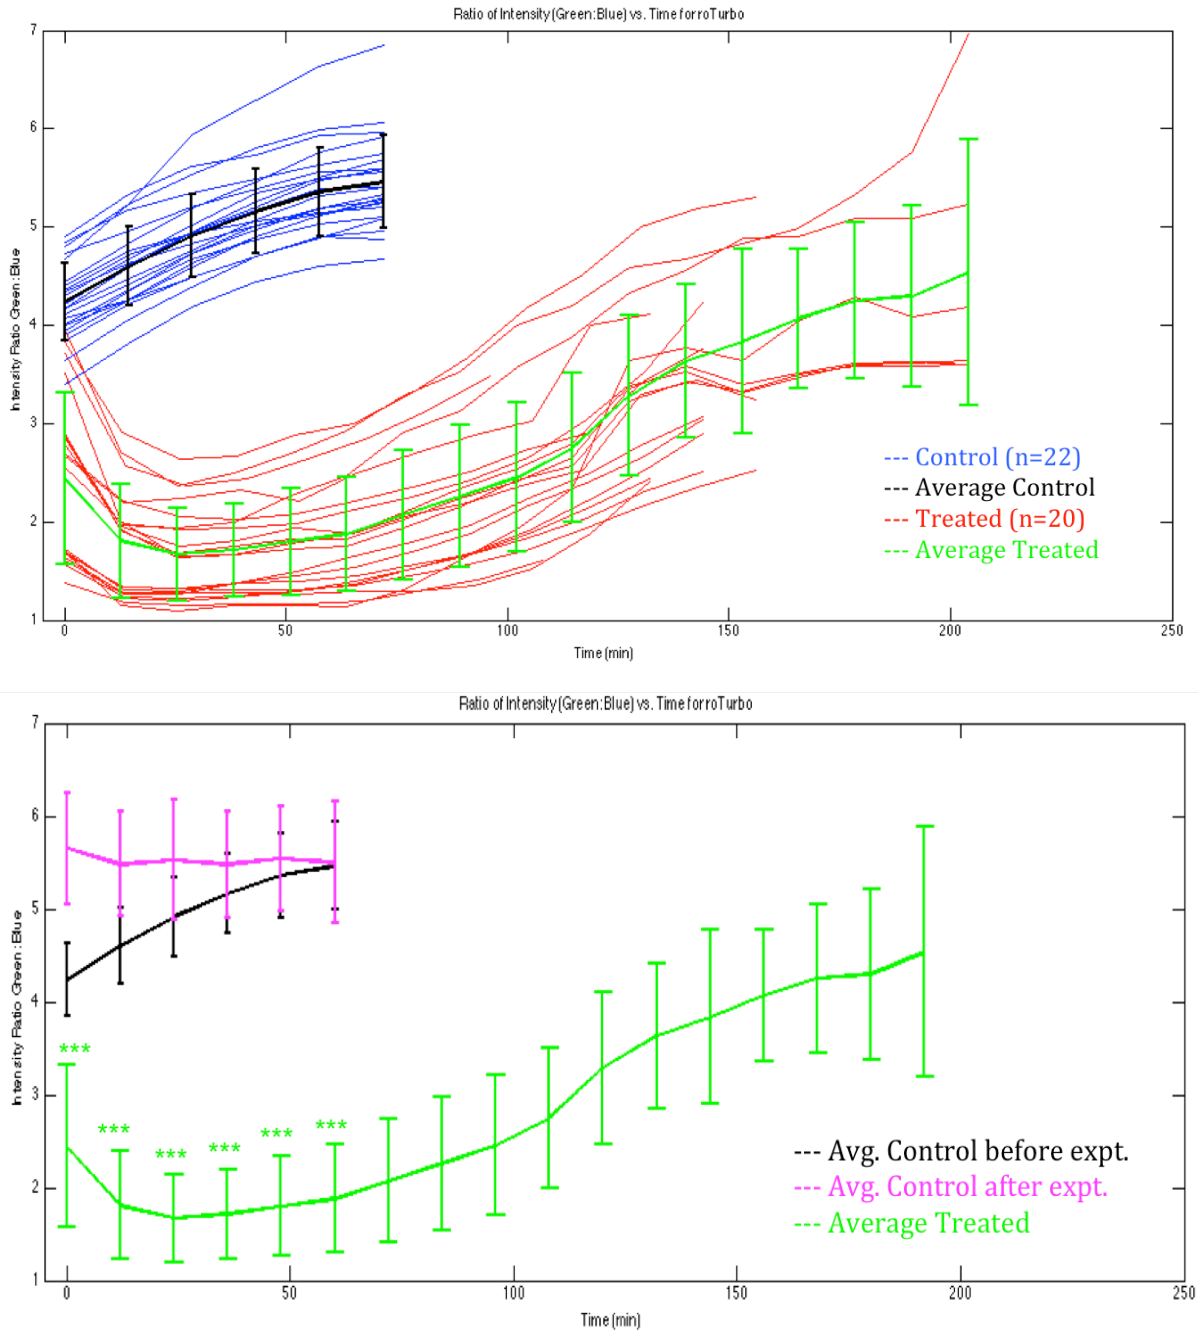 Ratio of Intensity (Green:Blue) vs. Time for roTurbo
7
6
5
4
3
2
1
Intensity Ratio Green : Blue
0
50
100
150
200
250
Time (min)
--- Control (n=22)
--- Average Control
--- Treated (n=20)
--- Average Treated
Ratio of Intensity (Green:Blue) vs. Time for roTurbo
7
6
5
4
3
2
1
Intensity Ratio Green : Blue
***
***
***
***
***
***
0
50
100
150
200
250
Time (min)
--- Avg. Control before expt.
--- Avg. Control after expt.
--- Average Treated